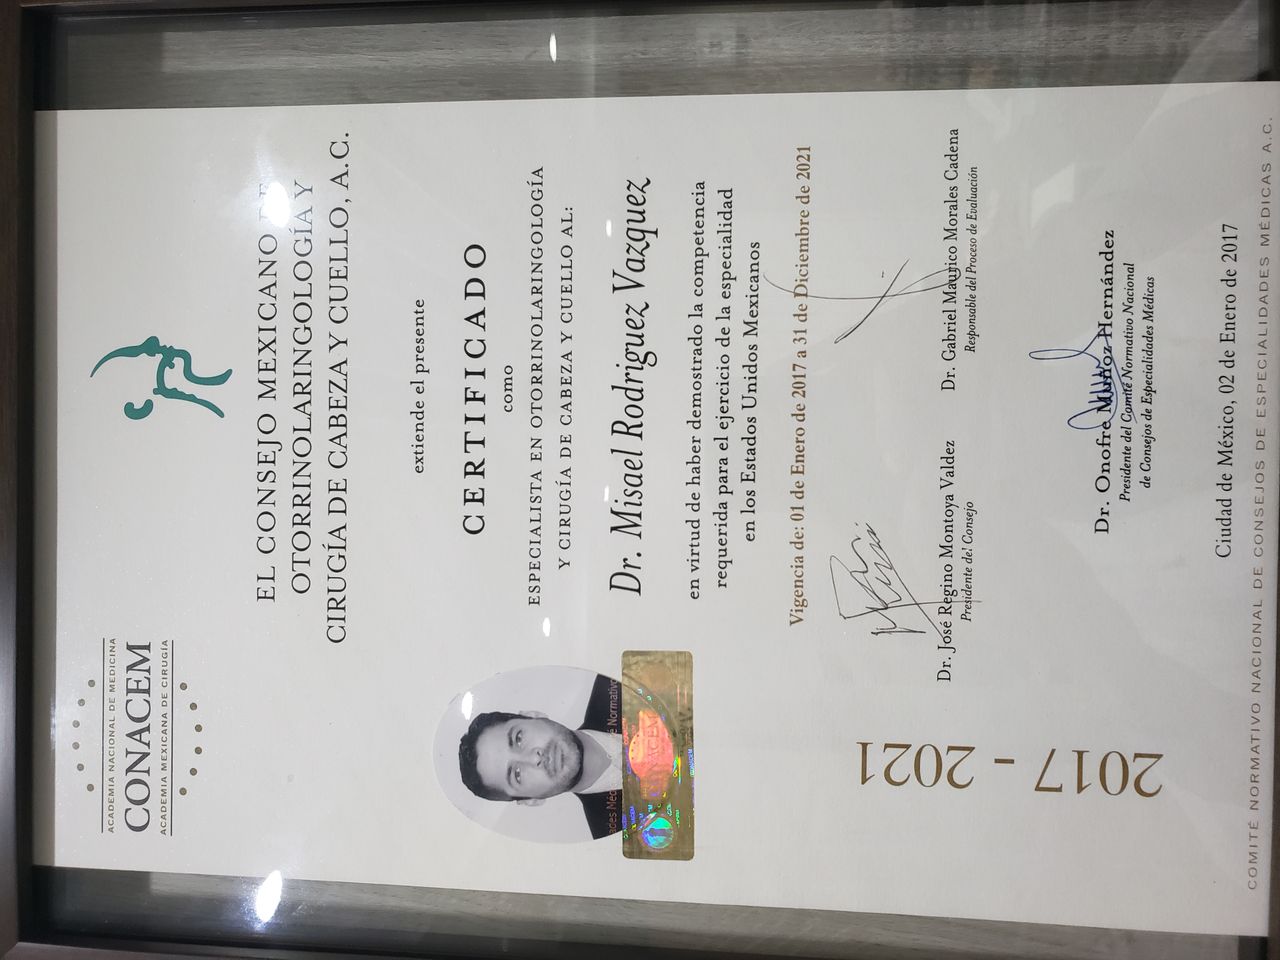 ACADEMIA NACIONAL DE MEDICINA
CONACEM
ACADEMIA MEXICANA DE CIRUGÍA
EL CONSEJO MEXICANO DE
OTORRINOLARINGOLOGÍA Y
CIRUGÍA DE CABEZA Y CUELLO, A.C.
extiende el presente
CERTIFICADO
como
ESPECIALISTA EN OTORRINOLARINGOLOGÍA
Y CIRUGÍA DE CABEZA Y CUELLO AL:
Dr. Misael Rodriguez Vazquez
en virtud de haber demostrado la competencia
requerida para el ejercicio de la especialidad
en los Estados Unidos Mexicanos
Vigencia de: 01 de Enero de 2017 a 31 de Diciembre de 2021
Dr. José Regino Montoya Valdez
Presidente del Consejo
Dr. Gabriel Maurico Morales Cadena
Responsable del Proceso de Evaluación
Dr. Onofre Muñoz Hernández
Presidente del Comité Normativo Nacional
de Consejos de Especialidades Médicas
Ciudad de México, 02 de Enero de 2017
COMITÉ NORMATIVO NACIONAL DE CONSEJOS DE ESPECIALIDADES MÉDICAS A.C.
2017 - 2021
ades Méd
é Normativo
CONACEM